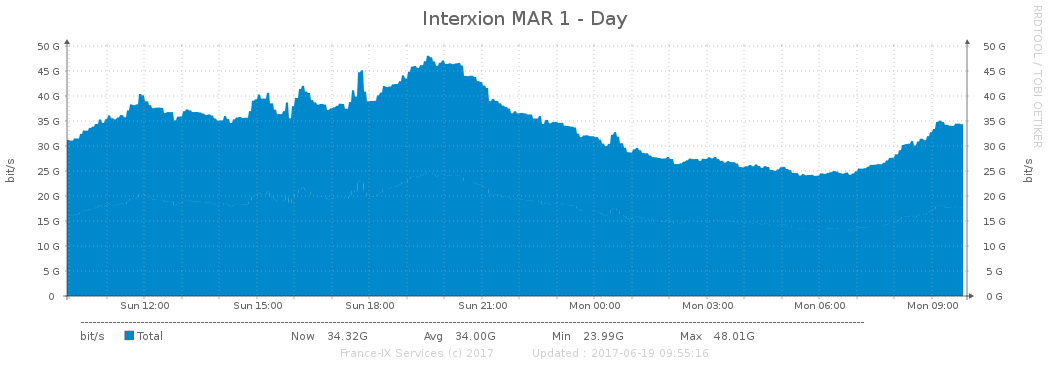 Interxion MAR 1 - Day
RRDTOOL / TOBI OETIKER
bit/s
50 G 50 G
45 G 45 G
40 G 40 G
35 G 35 G
30 G 30 G
25 G 25 G
20 G 20 G
15 G 15 G
10 G 10 G
5 G 5 G
0 0 G
bit/s
Sun 12:00 Sun 15:00 Sun 18:00 Sun 21:00 Mon 00:00 Mon 03:00 Mon 06:00 Mon 09:00
bit/s Total Now 34.32G Avg 34.00G Min 23.99G Max 48.01G
France-IX Services (c) 2017 Updated : 2017-06-19 09:55:16